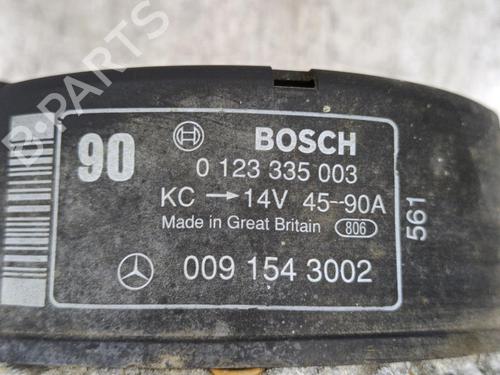 90
BOSCH
0 123 335 003
KC → 14V 45--90A
Made in Great Britain 806
561
009 154 3002
B-PARTS